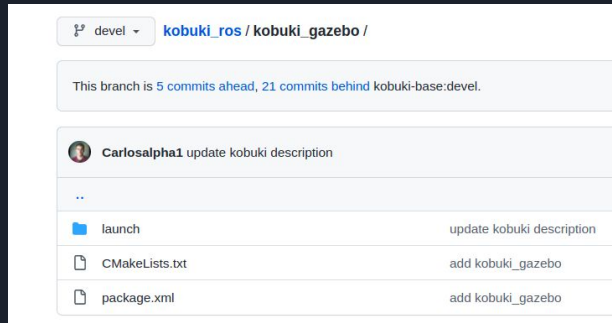 devel kobuki_ros / kobuki_gazebo /
This branch is 5 commits ahead, 21 commits behind kobuki-base:devel.
Carlosalpha1 update kobuki description
..
launch update kobuki description
CMakeLists.txt add kobuki_gazebo
package.xml add kobuki_gazebo